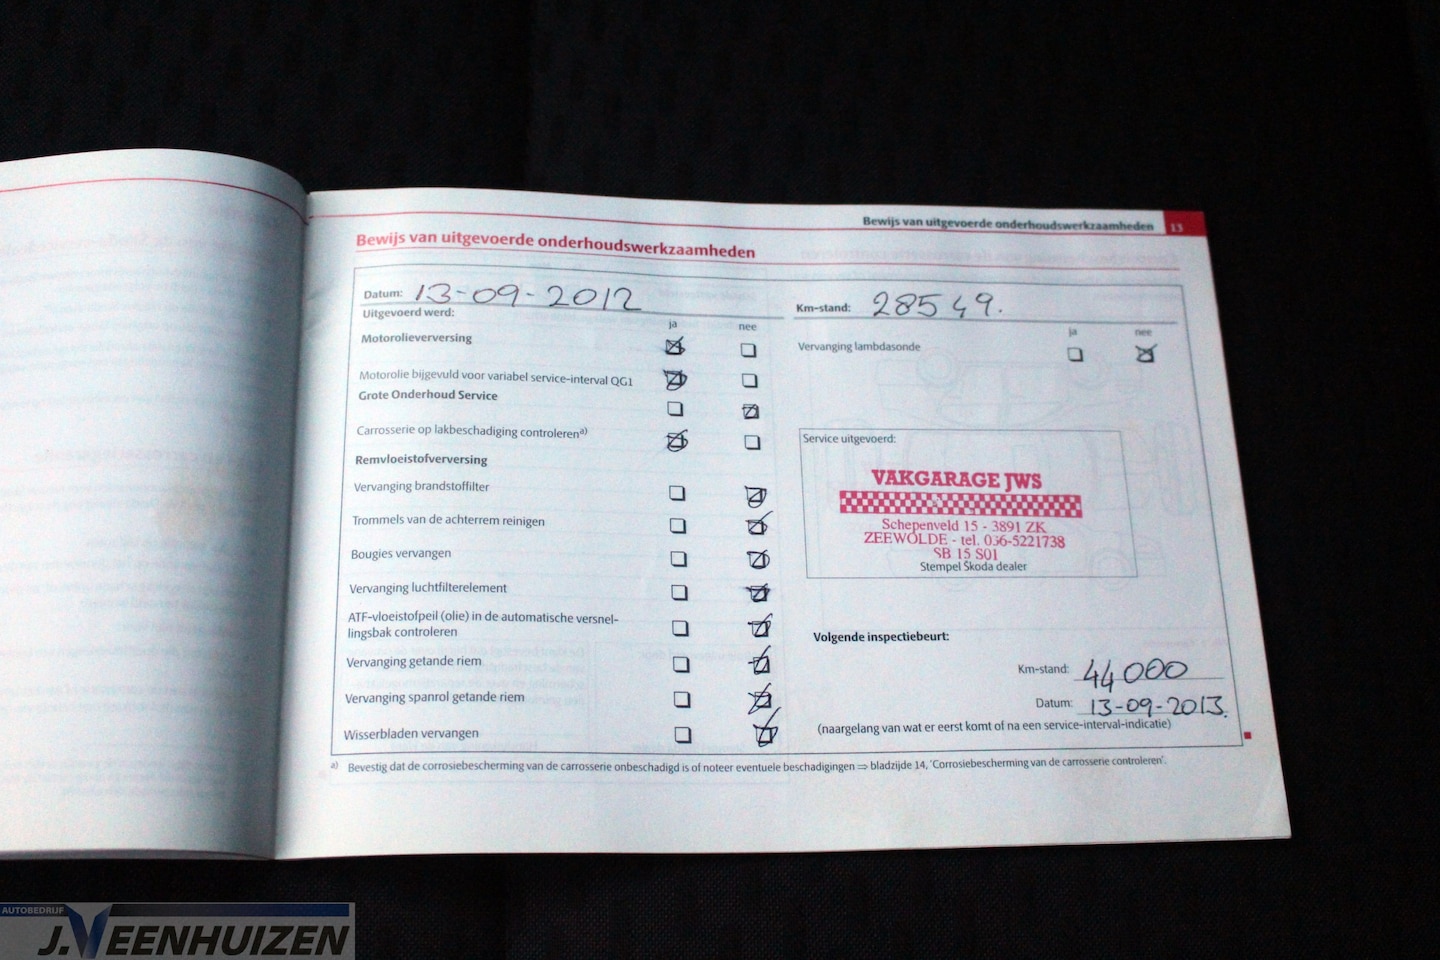 Bewijs van uitgevoerde onderhoudswerkzaamheden 13
Bewijs van uitgevoerde onderhoudswerkzaamheden
Datum: 13-09-2012
Uitgevoerd werd:
ja nee
Motorolieverversing
Motorolie bijgevuld voor variabel service-interval QG1
Grote Onderhoud Service
Carrosserie op lakbeschadiging controleren a)
Remvloeistofverversing
Vervanging brandstoffilter
Trommels van de achterrem reinigen
Bougies vervangen
Vervanging luchtfilterelement
ATF-vloeistofpeil (olie) in de automatische versnel-
lingsbak controleren
Vervanging getande riem
Vervanging spanrol getande riem
Wisserbladen vervangen
Km-stand: 28549.
ja nee
Vervanging lambdasonde
Service uitgevoerd:
VAKGARAGE JWS
Schepenveld 15 - 3891 ZK
ZEEWOLDE - tel. 036-5221738
SB 15 S01
Stempel Škoda dealer
Volgende inspectiebeurt:
Km-stand: 44000
Datum: 13-09-2013.
(naargelang van wat er eerst komt of na een service-interval-indicatie)
a) Bevestig dat de corrosiebescherming van de carrosserie onbeschadigd is of noteer eventuele beschadigingen ⇒ bladzijde 14, 'Corrosiebescherming van de carrosserie controleren'.
AUTOBEDRIJF
J. VEENHUIZEN